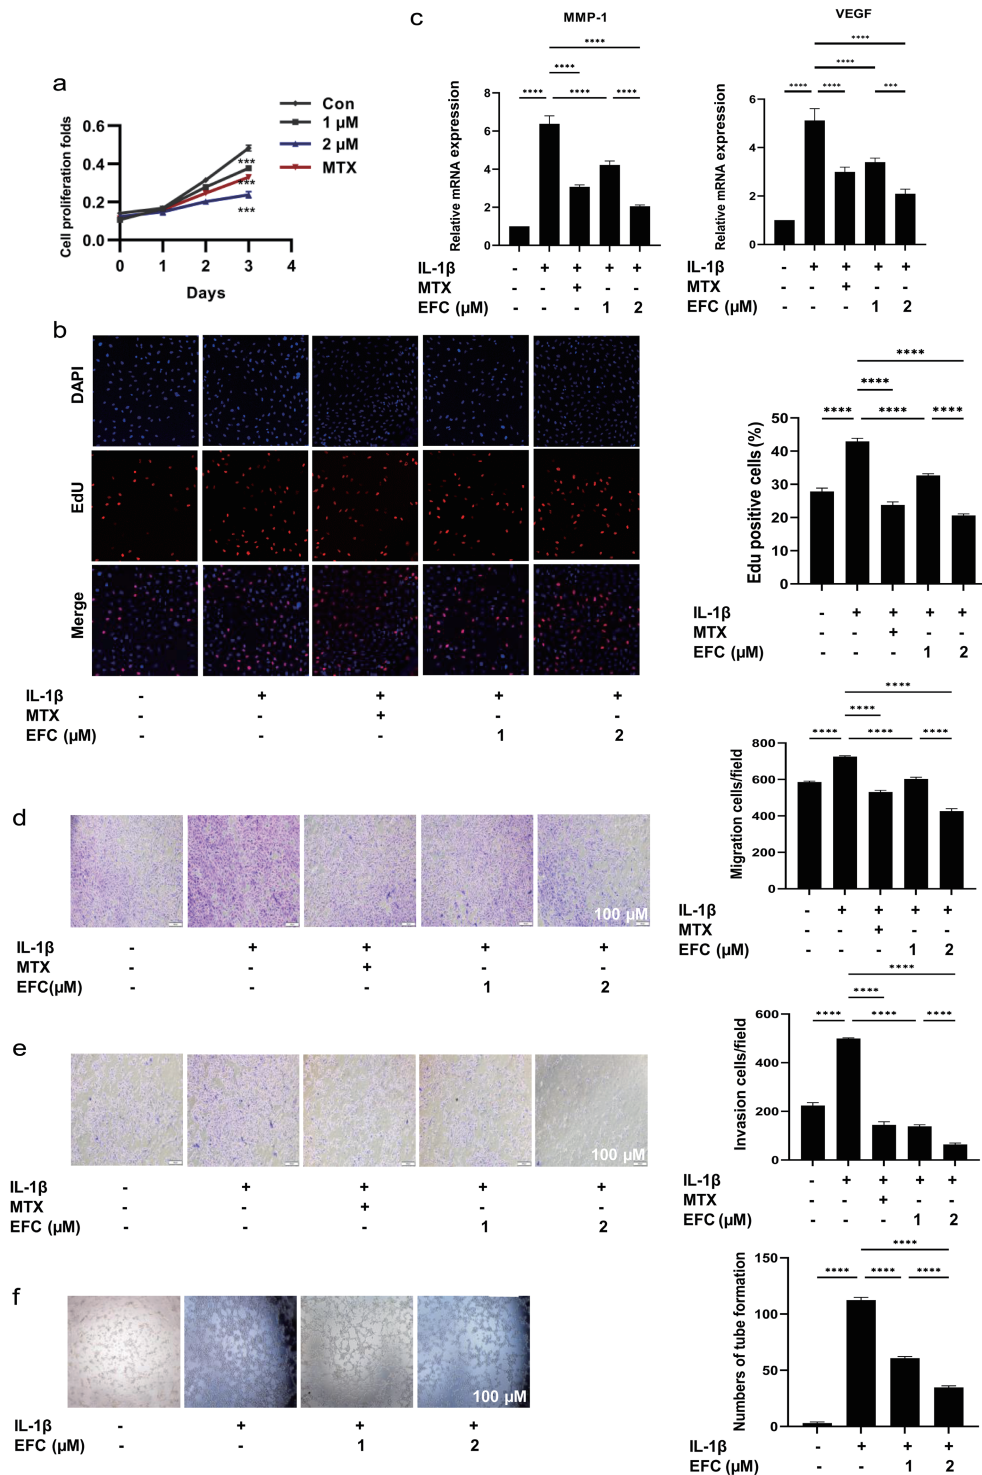 a
Cell proliferation folds
0.6
0.4
0.2
0.0
0 1 2 3 4
Days
***
***
***
Con
1 µM
2 µM
MTX
c
MMP-1
Relative mRNA expression
8
6
4
2
0
****
****
**** **** ****
IL-1β - + + + +
MTX - - + - -
EFC (µM) - - - 1 2
VEGF
Relative mRNA expression
6
4
2
0
****
****
**** **** ***
IL-1β - + + + +
MTX - - + - -
EFC (µM) - - - 1 2
b
DAPI
EdU
Merge
IL-1β - + + + +
MTX - - + - -
EFC (µM) - - - 1 2
Edu positive cells (%)
50
40
30
20
10
0
****
****
**** **** ****
IL-1β - + + + +
MTX - - + - -
EFC (µM) - - - 1 2
d
100 µM
IL-1β - + + + +
MTX - - + - -
EFC(µM) - - - 1 2
Migration cells/field
800
600
400
200
0
****
****
**** **** ****
IL-1β - + + + +
MTX - - + - -
EFC (µM) - - - 1 2
e
100 µM
IL-1β - + + + +
MTX - - + - -
EFC (µM) - - - 1 2
Invasion cells/field
600
400
200
0
****
****
**** **** ****
IL-1β - + + + +
MTX - - + - -
EFC (µM) - - - 1 2
f
100 µM
IL-1β - + + +
EFC (µM) - - 1 2
Numbers of tube formation
150
100
50
0
****
**** **** ****
IL-1β - + + +
EFC (µM) - - 1 2